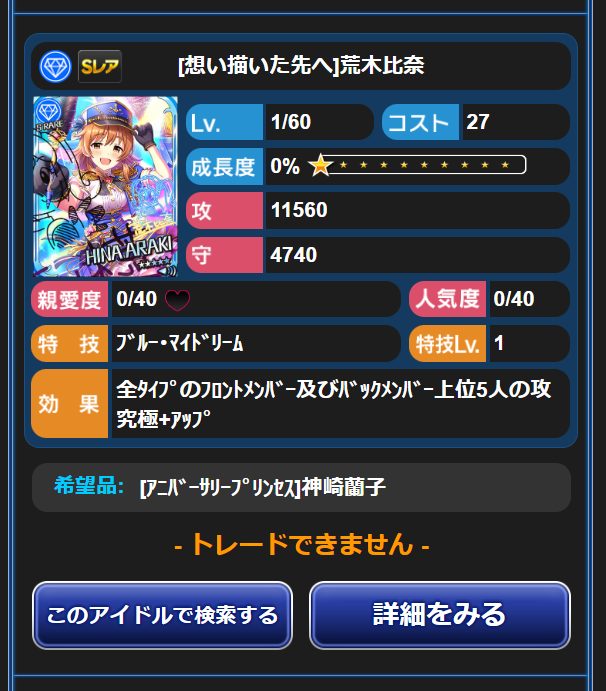 Sレア [想い描いた先へ]荒木比奈
S RARE
HINA ARAKI
Lv. 1/60 コスト 27
成長度 0%
攻 11560
守 4740
親愛度 0/40 人気度 0/40
特 技 ﾌﾞﾙｰ･ﾏｲﾄﾞﾘｰﾑ 特技Lv. 1
効 果 全ﾀｲﾌﾟのﾌﾛﾝﾄﾒﾝﾊﾞｰ及びﾊﾞｯｸﾒﾝﾊﾞｰ上位5人の攻
究極+ｱｯﾌﾟ
希望品: [ｱﾆﾊﾞｰｻﾘｰﾌﾟﾘﾝｾｽ]神崎蘭子
- トレードできません -
このアイドルで検索する 詳細をみる